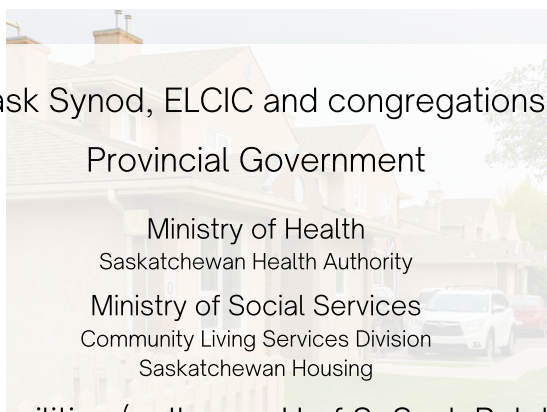 ask Synod, ELCIC and congregations
Provincial Government
Ministry of Health
Saskatchewan Health Authority
Ministry of Social Services
Community Living Services Division
Saskatchewan Housing